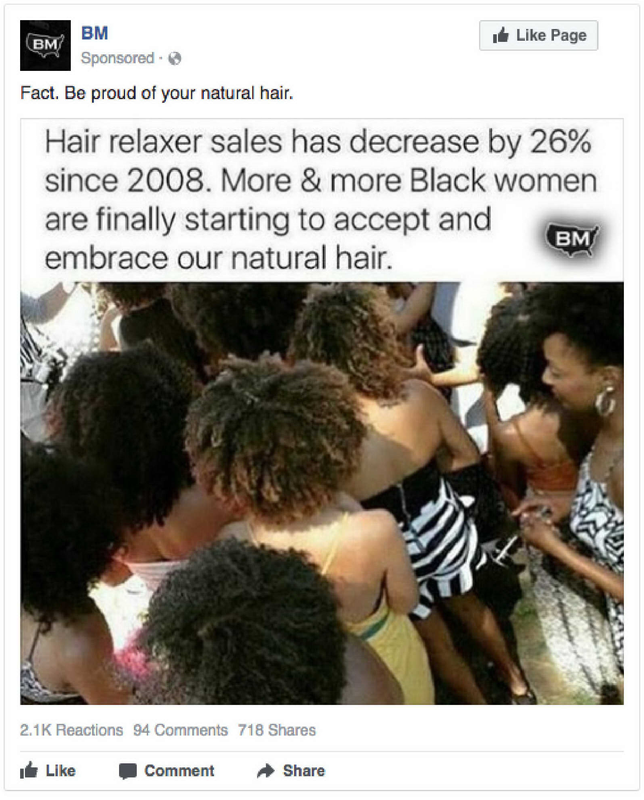 BM
BM
Sponsored ·
Like Page
Fact. Be proud of your natural hair.
Hair relaxer sales has decrease by 26%
since 2008. More & more Black women
are finally starting to accept and
embrace our natural hair.
BM
2.1K Reactions 94 Comments 718 Shares
Like Comment Share